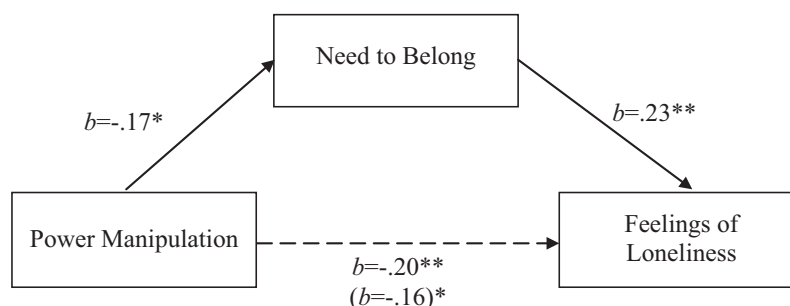 Need to Belong
b=-.17*
b=.23**
Power Manipulation
Feelings of
Loneliness
b=-.20**
(b=-.16)*